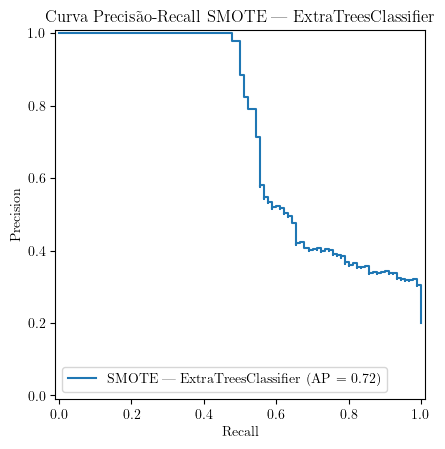 Curva Precisão-Recall SMOTE — ExtraTreesClassifier
1.0
0.8
0.6
0.4
0.2
0.0
Precision
SMOTE — ExtraTreesClassifier (AP = 0.72)
0.0 0.2 0.4 0.6 0.8 1.0
Recall